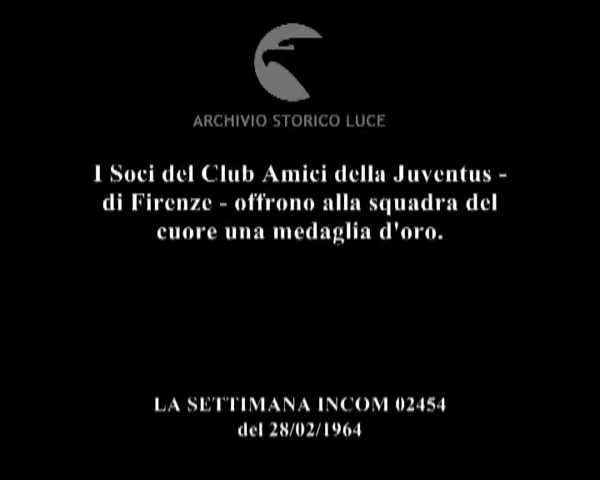 ARCHIVIO STORICO LUCE
I Soci del Club Amici della Juventus -
di Firenze - offrono alla squadra del
cuore una medaglia d'oro.
LA SETTIMANA INCOM 02454
del 28/02/1964